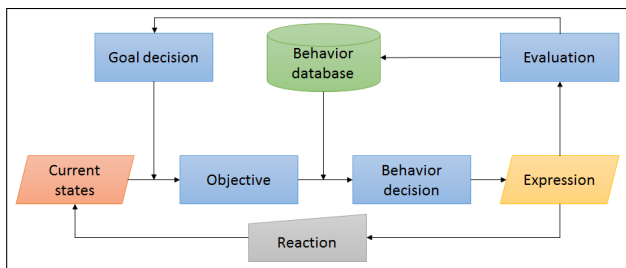 Goal decision
Behavior
database
Evaluation
Current
states
Objective
Behavior
decision
Expression
Reaction